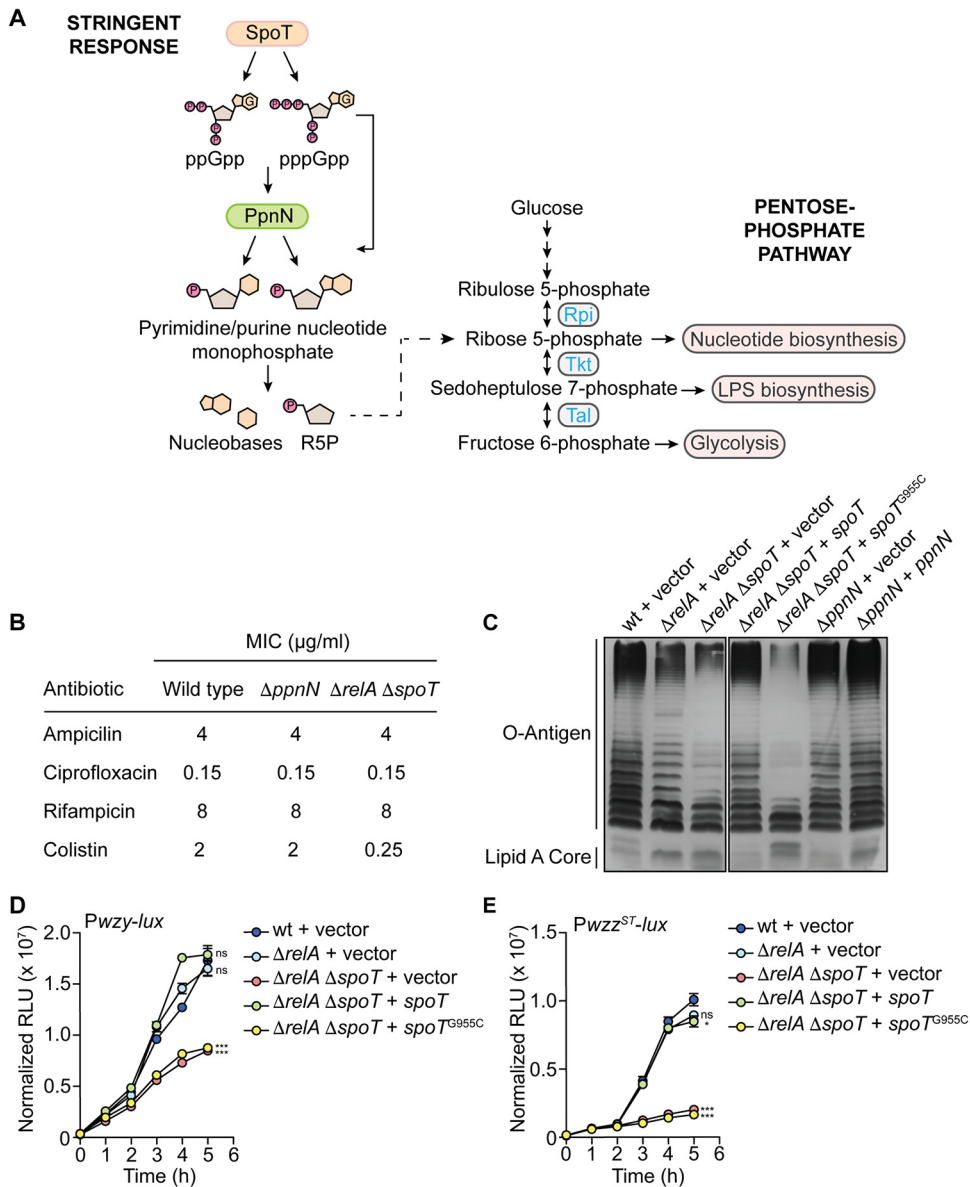 A
STRINGENT
RESPONSE
SpoT
G
G
P P
P P P
P
P
P
P
ppGpp
pppGpp
PpnN
P
P
Pyrimidine/purine nucleotide
monophosphate
P
Nucleobases
R5P
PENTOSE-
PHOSPHATE
PATHWAY
Glucose
Ribulose 5-phosphate
Rpi
Ribose 5-phosphate
Nucleotide biosynthesis
Tkt
Sedoheptulose 7-phosphate
LPS biosynthesis
Tal
Fructose 6-phosphate
Glycolysis
B
MIC (µg/ml)
Antibiotic Wild type ΔppnN ΔrelA ΔspoT
Ampicilin 4 4 4
Ciprofloxacin 0.15 0.15 0.15
Rifampicin 8 8 8
Colistin 2 2 0.25
C
wt + vector
ΔrelA + vector
ΔrelA ΔspoT + vector
ΔrelA ΔspoT + spoT
ΔrelA ΔspoT + spoT^G955C
ΔppnN + vector
ΔppnN + ppnN
O-Antigen
Lipid A Core
D
Pwzy-lux
Normalized RLU (x 10⁷)
2.0
1.5
1.0
0.5
0
0 1 2 3 4 5 6
Time (h)
ns
ns
***
***
wt + vector
ΔrelA + vector
ΔrelA ΔspoT + vector
ΔrelA ΔspoT + spoT
ΔrelA ΔspoT + spoT^G955C
E
Pwzz^ST-lux
Normalized RLU (x 10⁷)
1.5
1.0
0.5
0
0 1 2 3 4 5 6
Time (h)
ns
*
***
***
wt + vector
ΔrelA + vector
ΔrelA ΔspoT + vector
ΔrelA ΔspoT + spoT
ΔrelA ΔspoT + spoT^G955C